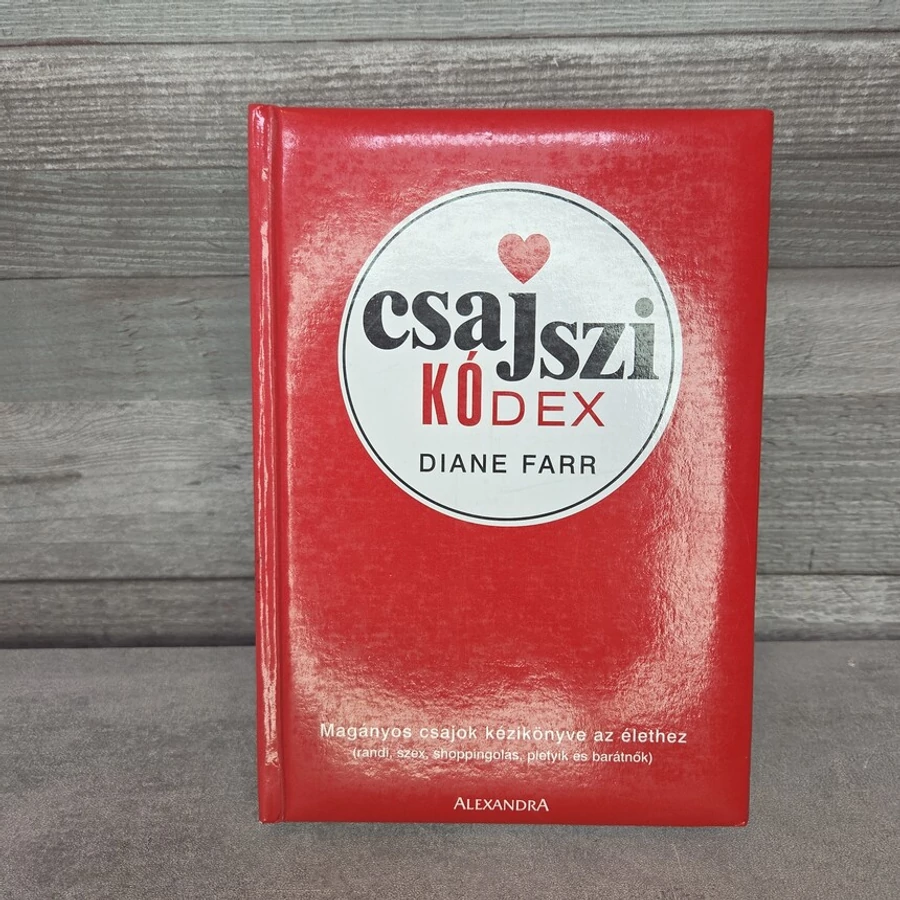 csajszi
KÓDEX
DIANE FARR
Magányos csajok kézikönyve az élethez
(randi, szex, shoppingolás, pletyik és barátnők)
ALEXANDRA